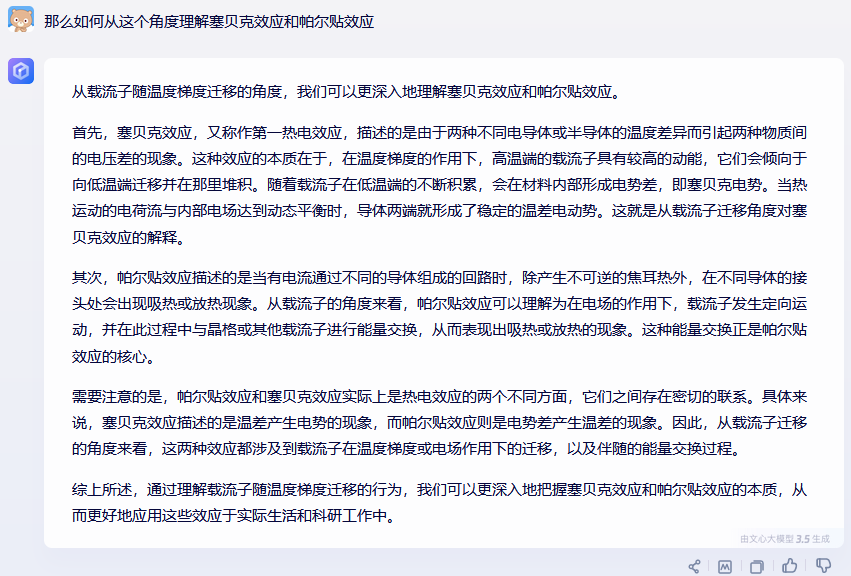 那么如何从这个角度理解塞贝克效应和帕尔贴效应
从载流子随温度梯度迁移的角度，我们可以更深入地理解塞贝克效应和帕尔贴效应。
首先，塞贝克效应，又称作第一热电效应，描述的是由于两种不同电导体或半导体的温度差异而引起两种物质间
的电压差的现象。这种效应的本质在于，在温度梯度的作用下，高温端的载流子具有较高的动能，它们会倾向于
向低温端迁移并在那里堆积。随着载流子在低温端的不断积累，会在材料内部形成电势差，即塞贝克电势。当热
运动的电荷流与内部电场达到动态平衡时，导体两端就形成了稳定的温差电动势。这就是从载流子迁移角度对塞
贝克效应的解释。
其次，帕尔贴效应描述的是当有电流通过不同的导体组成的回路时，除产生不可逆的焦耳热外，在不同导体的接
头处会出现吸热或放热现象。从载流子的角度来看，帕尔贴效应可以理解为在电场的作用下，载流子发生定向运
动，并在此过程中与晶格或其他载流子进行能量交换，从而表现出吸热或放热的现象。这种能量交换正是帕尔贴
效应的核心。
需要注意的是，帕尔贴效应和塞贝克效应实际上是热电效应的两个不同方面，它们之间存在密切的联系。具体来
说，塞贝克效应描述的是温差产生电势的现象，而帕尔贴效应则是电势差产生温差的现象。因此，从载流子迁移
的角度来看，这两种效应都涉及到载流子在温度梯度或电场作用下的迁移，以及伴随的能量交换过程。
综上所述，通过理解载流子随温度梯度迁移的行为，我们可以更深入地把握塞贝克效应和帕尔贴效应的本质，从
而更好地应用这些效应于实际生活和科研工作中。
由文心大模型 3.5 生成